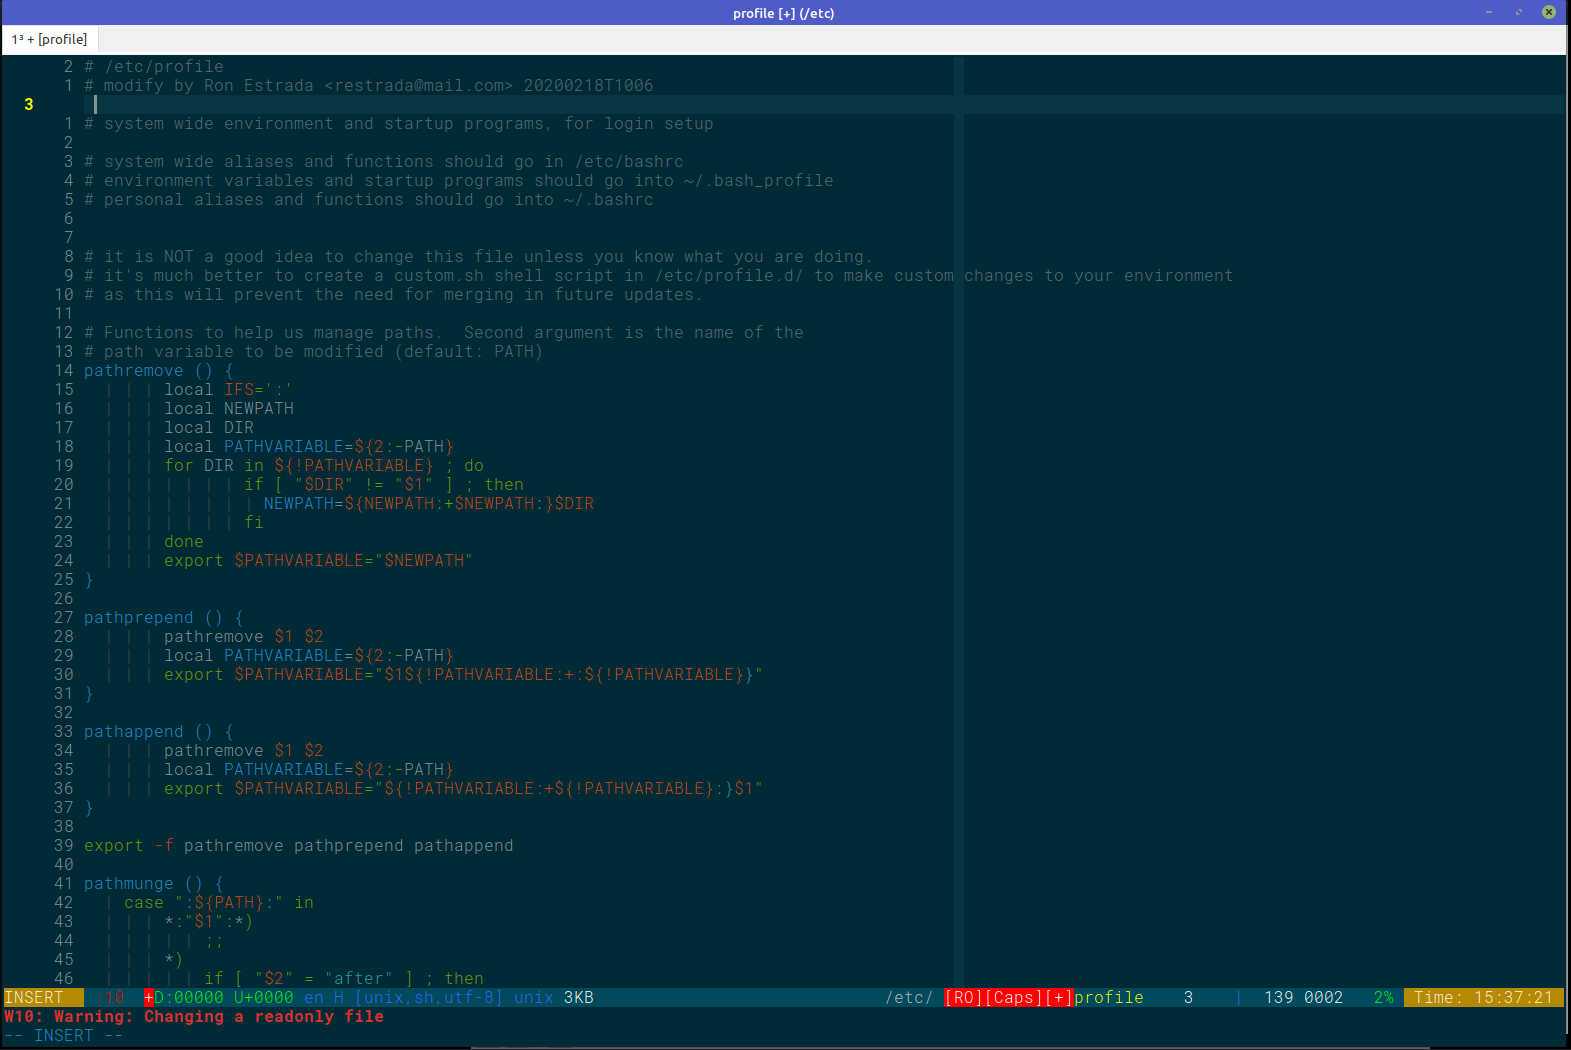 profile [+] (/etc)
1³ + [profile]
2 # /etc/profile
1 # modify by Ron Estrada <restrada@mail.com> 20200218T1006
3
1 # system wide environment and startup programs, for login setup
2
3 # system wide aliases and functions should go in /etc/bashrc
4 # environment variables and startup programs should go into ~/.bash_profile
5 # personal aliases and functions should go into ~/.bashrc
6
7
8 # it is NOT a good idea to change this file unless you know what you are doing.
9 # it's much better to create a custom.sh shell script in /etc/profile.d/ to make custom changes to your environment
10 # as this will prevent the need for merging in future updates.
11
12 # Functions to help us manage paths.  Second argument is the name of the
13 # path variable to be modified (default: PATH)
14 pathremove () {
15 | | | local IFS=':'
16 | | | local NEWPATH
17 | | | local DIR
18 | | | local PATHVARIABLE=${2:-PATH}
19 | | | for DIR in ${!PATHVARIABLE} ; do
20 | | | | | | | if [ "$DIR" != "$1" ] ; then
21 | | | | | | | | NEWPATH=${NEWPATH:+$NEWPATH:}$DIR
22 | | | | | | | fi
23 | | | done
24 | | | export $PATHVARIABLE="$NEWPATH"
25 }
26
27 pathprepend () {
28 | | | pathremove $1 $2
29 | | | local PATHVARIABLE=${2:-PATH}
30 | | | export $PATHVARIABLE="$1${!PATHVARIABLE:+:${!PATHVARIABLE}}"
31 }
32
33 pathappend () {
34 | | | pathremove $1 $2
35 | | | local PATHVARIABLE=${2:-PATH}
36 | | | export $PATHVARIABLE="${!PATHVARIABLE:+${!PATHVARIABLE}:}$1"
37 }
38
39 export -f pathremove pathprepend pathappend
40
41 pathmunge () {
42 | case ":${PATH}:" in
43 | | | *:"$1":*)
44 | | | | | ;;
45 | | | *)
46 | | | | | if [ "$2" = "after" ] ; then
INSERT :10 +D:00000 U+0000 en H [unix,sh,utf-8] unix 3KB /etc/ [RO][Caps][+]profile 3 | 139 0002 2% Time: 15:37:21
W10: Warning: Changing a readonly file
-- INSERT --